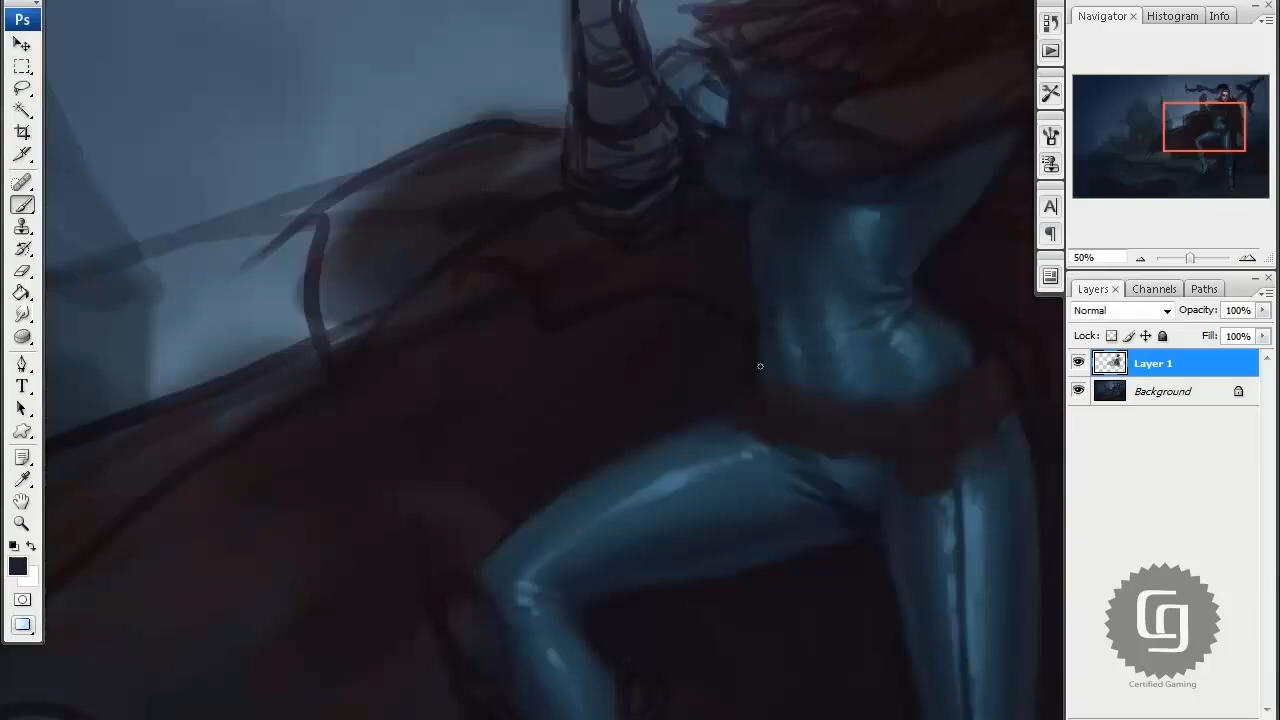 Ps
Navigator × Histogram Info
50%
Layers × Channels Paths
Normal Opacity: 100%
Lock: Fill: 100%
Layer 1
Background
A
T
CG
Certified Gaming